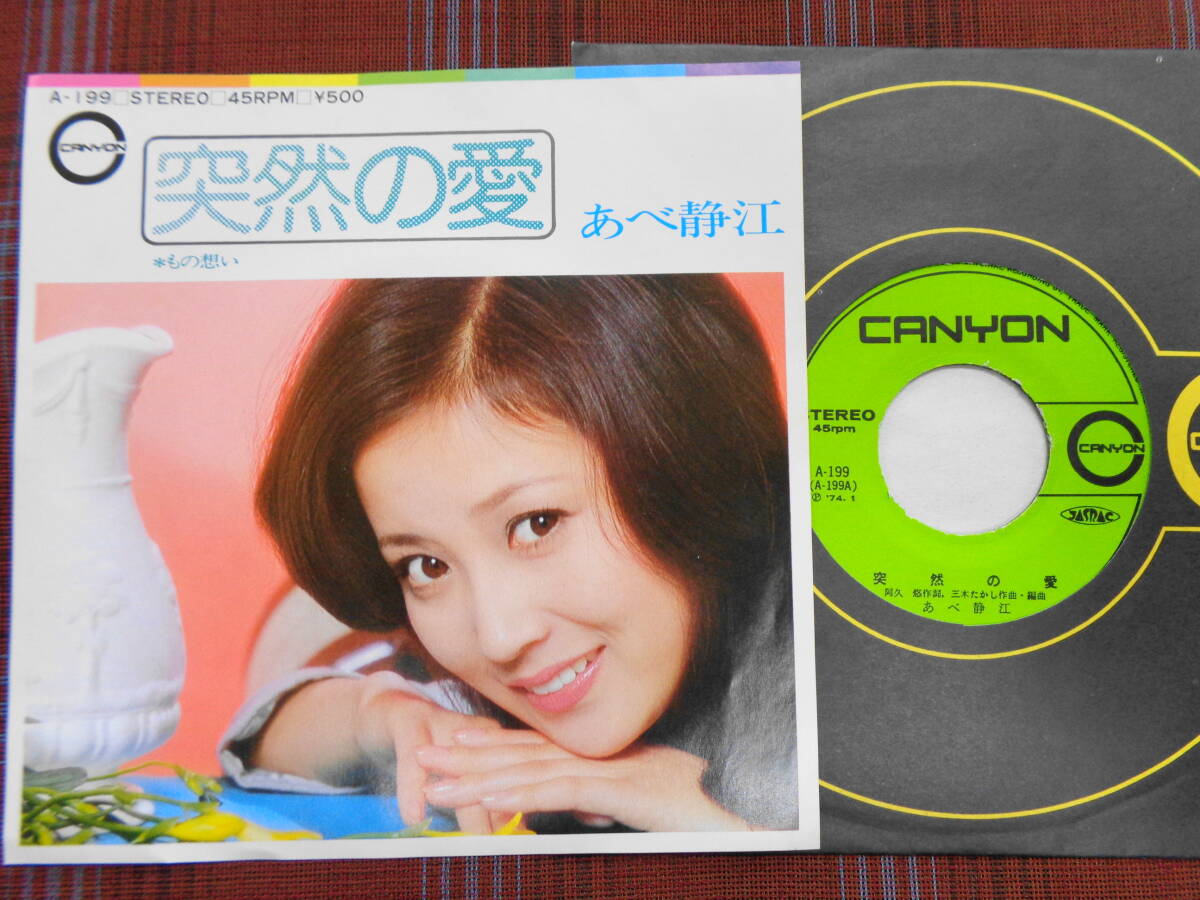 A-199□STEREO□45RPM□¥500
CANYON
突然の愛
あべ静江
*もの想い
CANYON
STEREO
45rpm
CANYON
A-199
(A-199A)
℗ '74.1
JASRAC
突然の愛
阿久 悠作詞, 三木たかし作曲・編曲
あべ静江